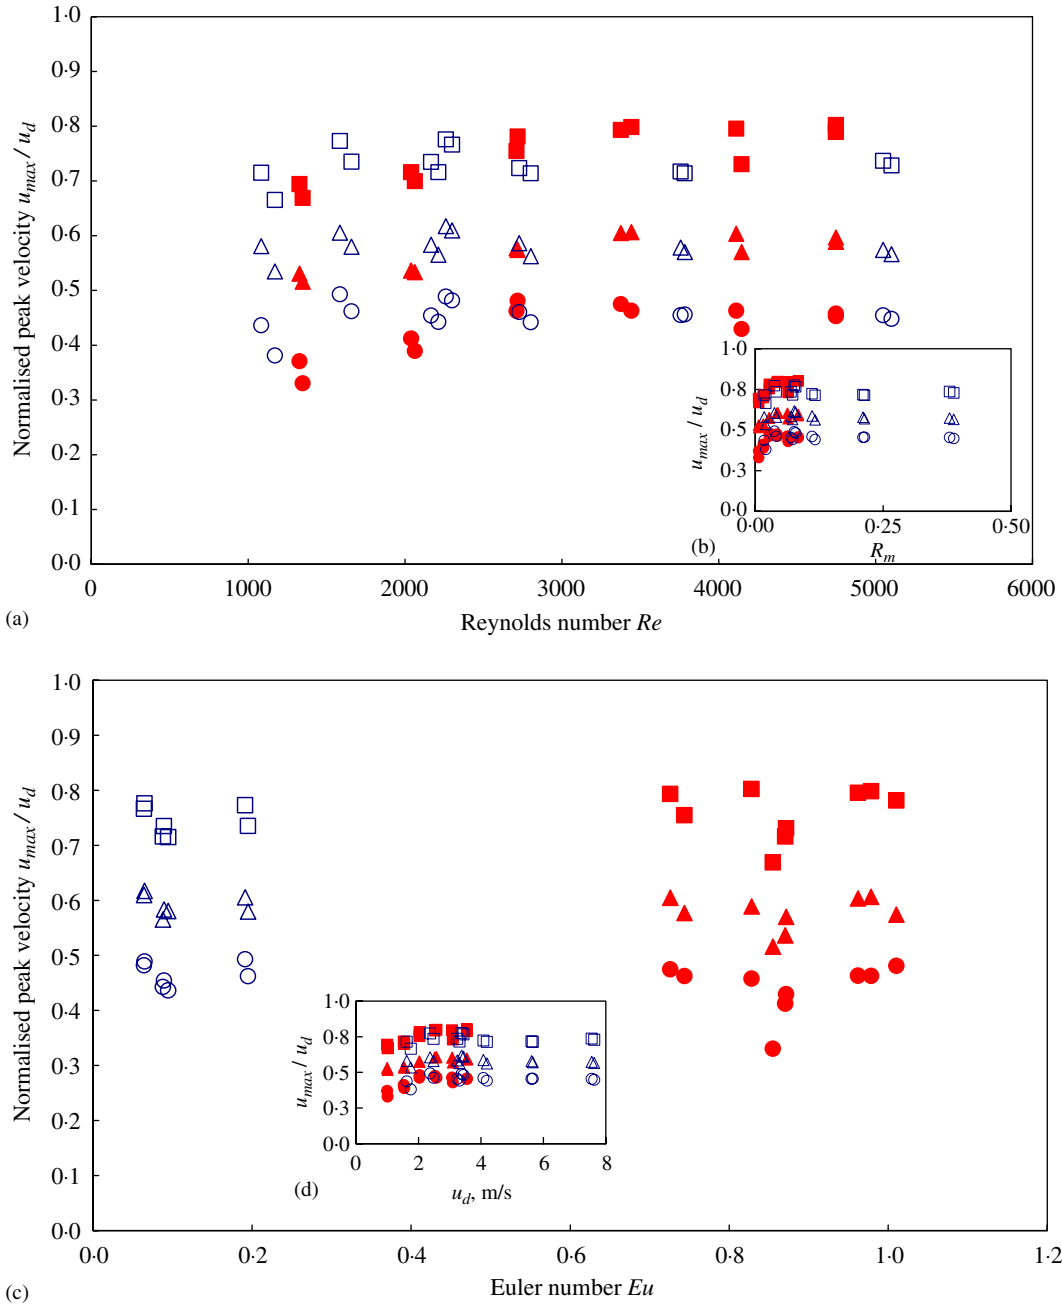 1·0
0·9
0·8
0·7
0·6
0·5
0·4
0·3
0·2
0·1
0·0
Normalised peak velocity u_max / u_d
0 1000 2000 3000 4000 5000 6000
Reynolds number Re
(a)
1·0
0·8
0·5
0·3
0·0
u_max / u_d
0·00 0·25 0·50
R_m
(b)
1·0
0·9
0·8
0·7
0·6
0·5
0·4
0·3
0·2
0·1
0·0
Normalised peak velocity u_max / u_d
0·0 0·2 0·4 0·6 0·8 1·0 1·2
Euler number Eu
(c)
1·0
0·8
0·5
0·3
0·0
u_max / u_d
0 2 4 6 8
u_d, m/s
(d)